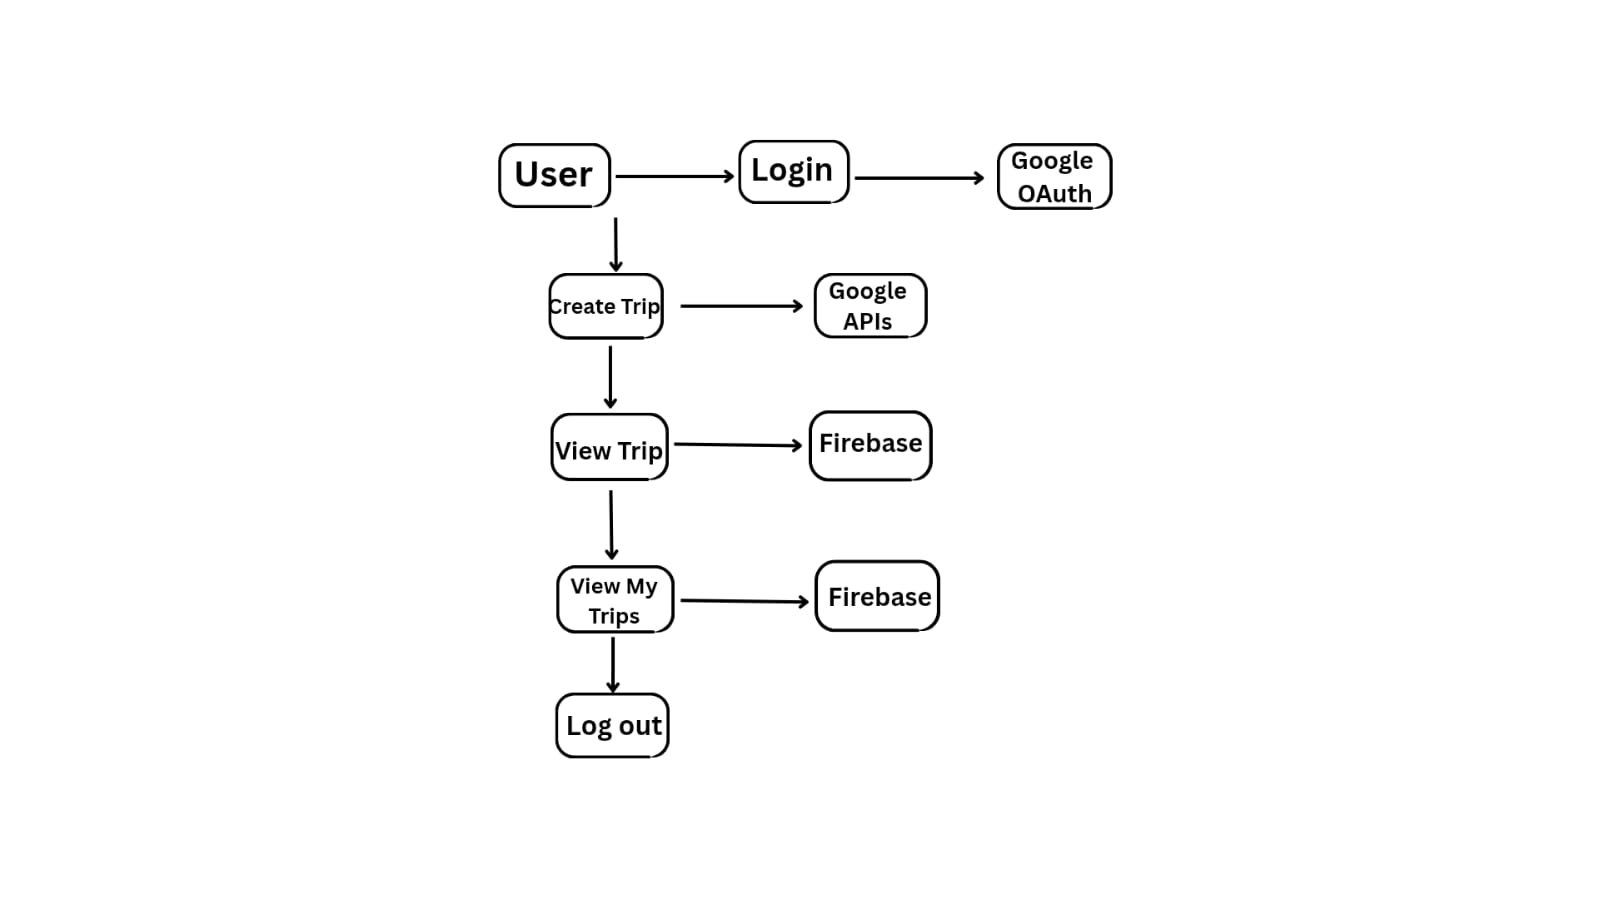 User
Login
Google
OAuth
Create Trip
Google
APIs
View Trip
Firebase
View My
Trips
Firebase
Log out